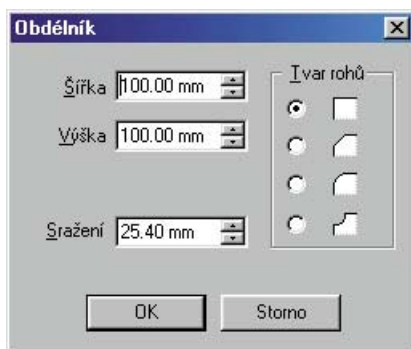 Obdélník
Šířka 100.00 mm
Výška 100.00 mm
Sražení 25.40 mm
Tvar rohů
OK
Storno